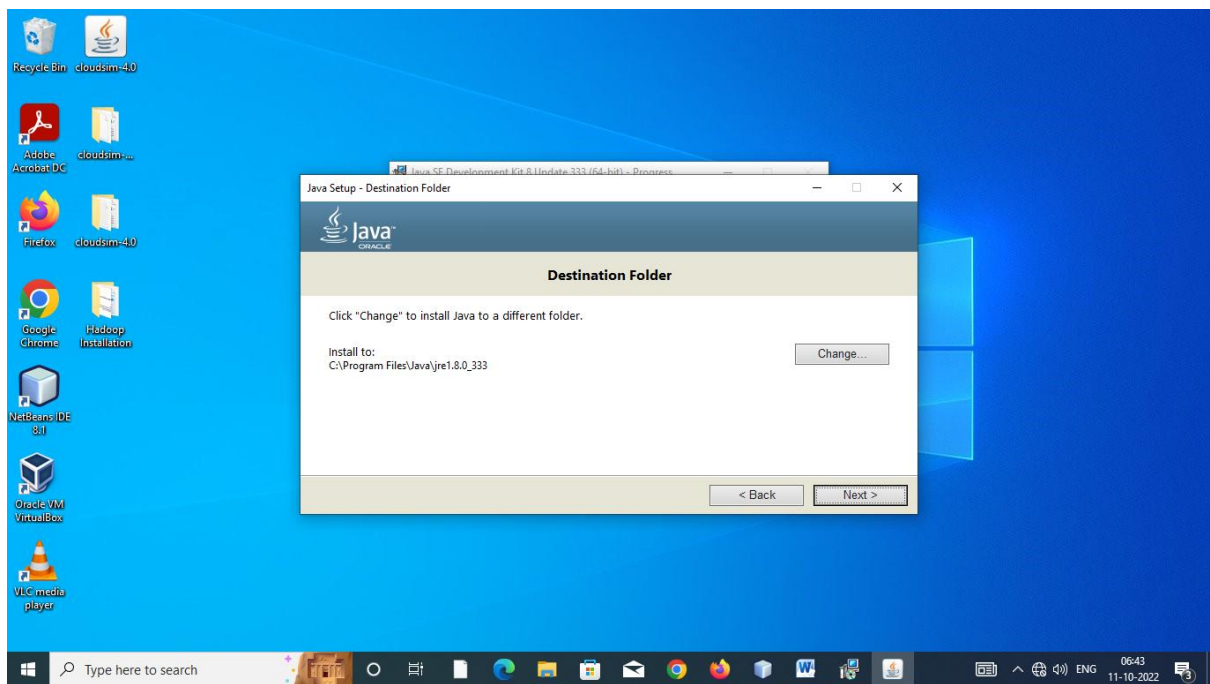 Recycle Bin
cloudsim-4.0
Adobe
Acrobat DC
cloudsim-...
Firefox
cloudsim-4.0
Google
Chrome
Hadoop
Installation
NetBeans IDE
8.1
Oracle VM
VirtualBox
VLC media
player
Java SE Development Kit 8 Update 333 (64-bit) - Progress
Java Setup - Destination Folder
Java™
ORACLE
Destination Folder
Click "Change" to install Java to a different folder.
Install to:
C:\Program Files\Java\jre1.8.0_333
Change...
< Back
Next >
Type here to search
W
ENG
06:43
11-10-2022
3